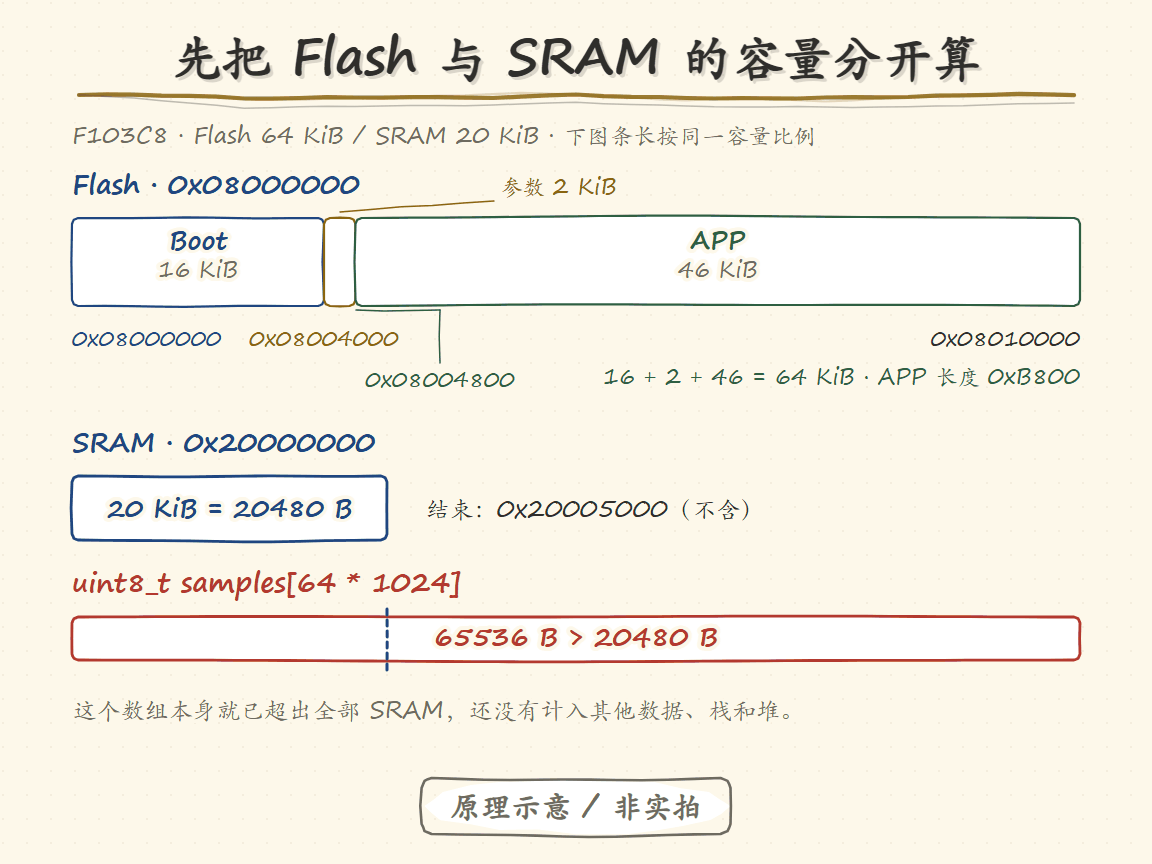 先把 Flash 与 SRAM 的容量分开算
F103C8 · Flash 64 KiB / SRAM 20 KiB · 下图条长按同一容量比例
Flash · 0x08000000
参数 2 KiB
Boot
16 KiB
APP
46 KiB
0x08000000
0x08004000
0x08010000
0x08004800
16 + 2 + 46 = 64 KiB · APP 长度 0xB800
SRAM · 0x20000000
20 KiB = 20480 B
结束：0x20005000（不含）
uint8_t samples[64 * 1024]
65536 B > 20480 B
这个数组本身就已超出全部 SRAM，还没有计入其他数据、栈和堆。
原理示意 / 非实拍